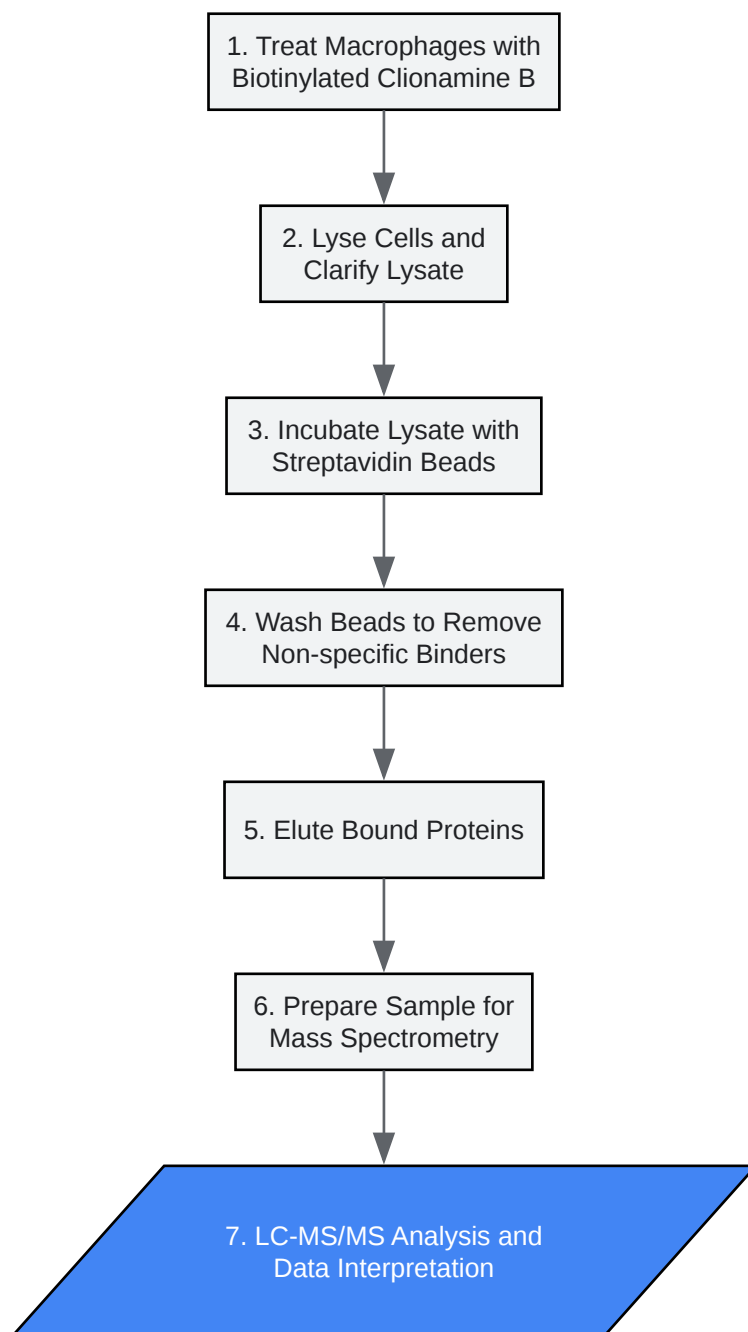 1. Treat Macrophages with
Biotinylated Clionamine B
2. Lyse Cells and
Clarify Lysate
3. Incubate Lysate with
Streptavidin Beads
4. Wash Beads to Remove
Non-specific Binders
5. Elute Bound Proteins
6. Prepare Sample for
Mass Spectrometry
7. LC-MS/MS Analysis and
Data Interpretation